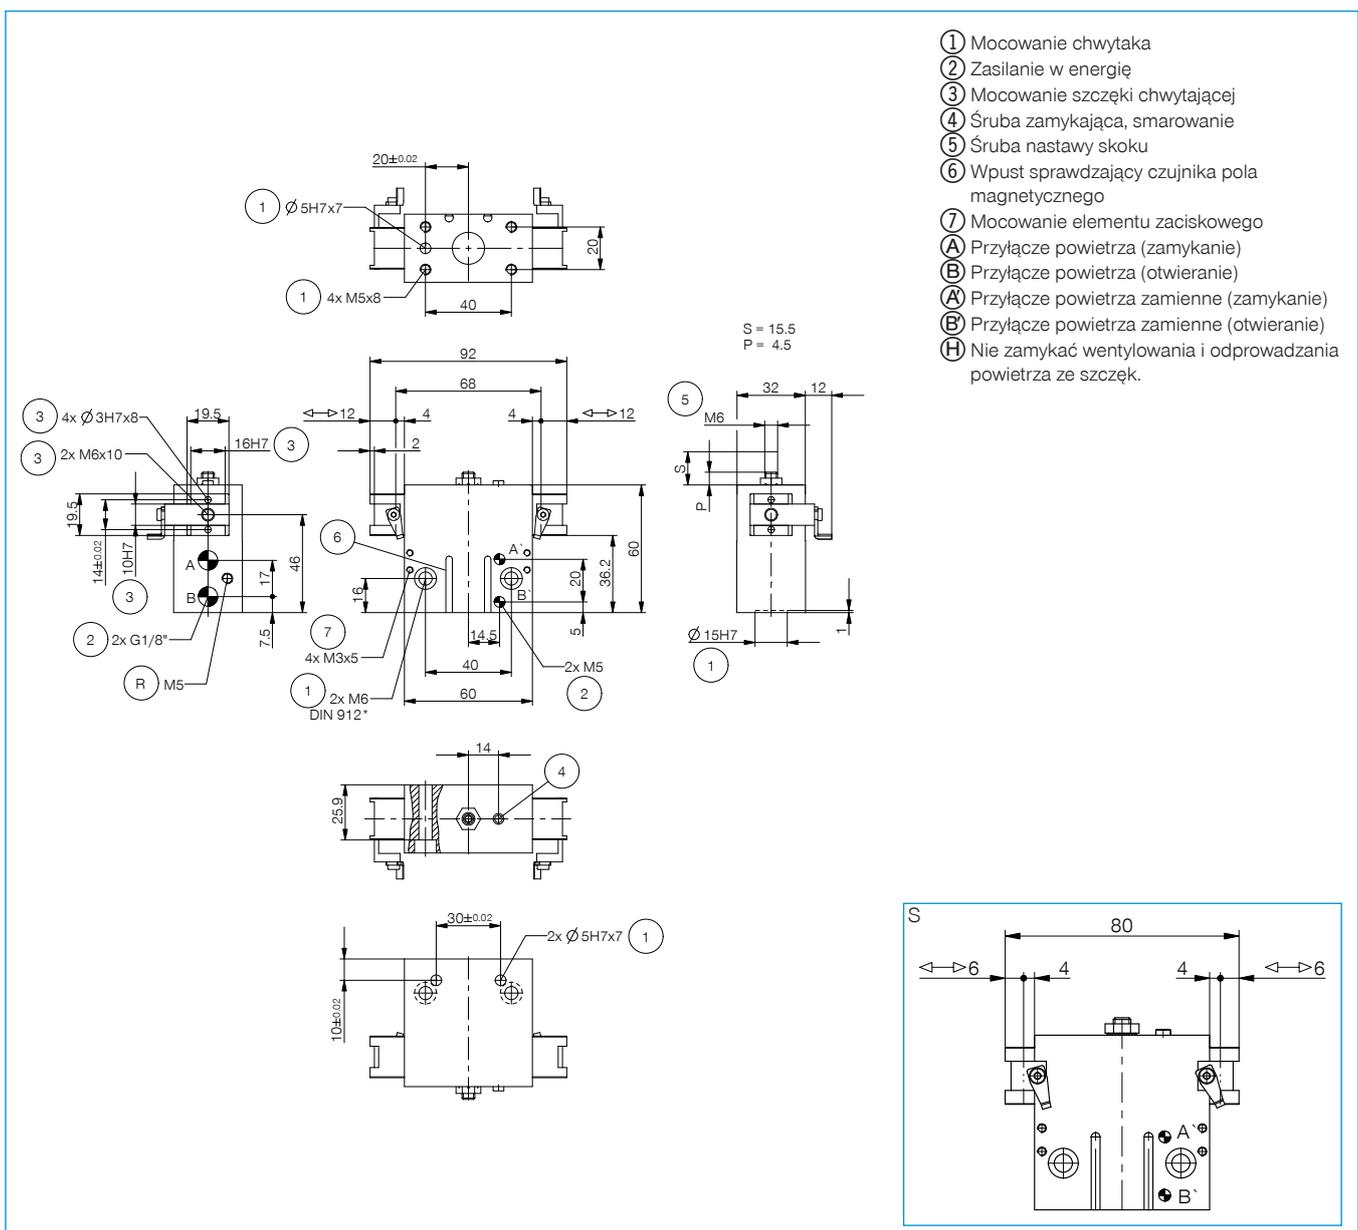 ① Mocowanie chwytaka
② Zasilanie w energię
③ Mocowanie szczęki chwytającej
④ Śruba zamykająca, smarowanie
⑤ Śruba nastawy skoku
⑥ Wpust sprawdzający czujnika pola
magnetycznego
⑦ Mocowanie elementu zaciskowego
Ⓐ Przyłącze powietrza (zamykanie)
Ⓑ Przyłącze powietrza (otwieranie)
A' Przyłącze powietrza zamienne (zamykanie)
B' Przyłącze powietrza zamienne (otwieranie)
Ⓗ Nie zamykać wentylowania i odprowadzania
powietrza ze szczęk.
20±0.02
1 Ø 5H7x7
20
1 4x M5x8
40
S = 15.5
P = 4.5
92
68
12
4
4
12
2
3 4x Ø 3H7x8
19.5
3 2x M6x10
16H7 3
19.5
14±0.02
10H7
3
A
B
46
17
7.5
2 2x G1/8"
R M5
6
A`
B`
16
20
36.2
60
5
14.5
7
4x M3x5
40
2x M5
2
1 2x M6
DIN 912*
60
5
32
12
M6
S
P
Ø 15H7
1
1
14
4
25.9
30±0.02
2x Ø 5H7x7 1
10±0.02
S
80
6
4
4
6
A`
B`